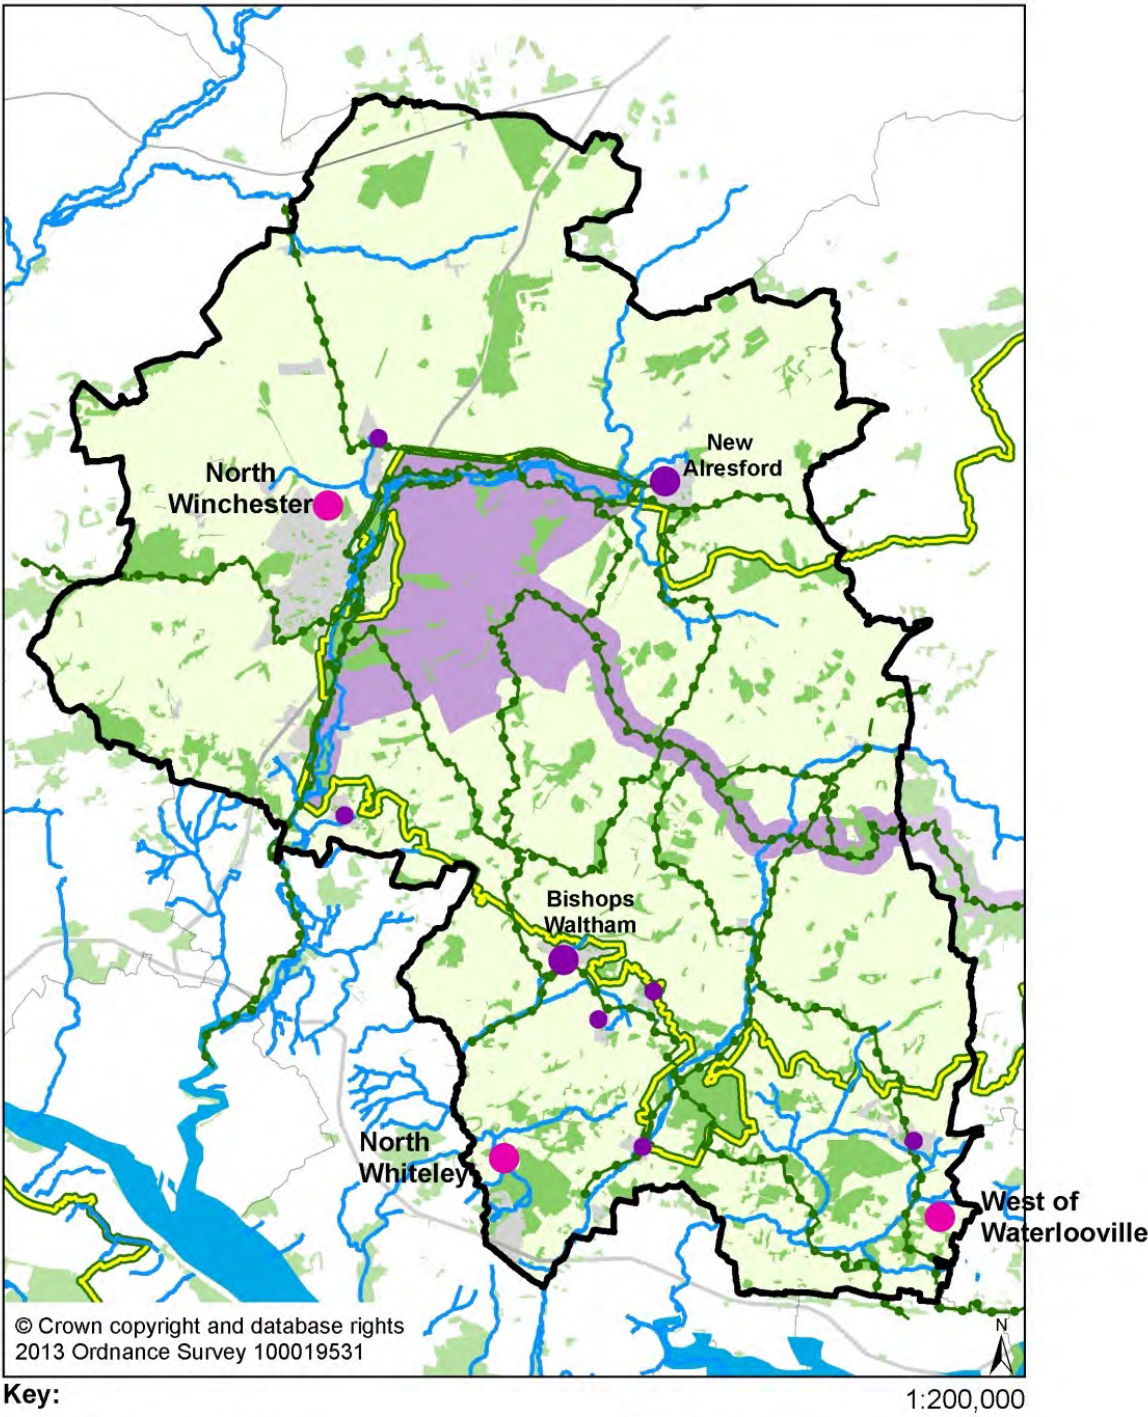 New
Alresford
North
Winchester
Bishops
Waltham
North
Whiteley
West of
Waterlooville
© Crown copyright and database rights
2013 Ordnance Survey 100019531
N
Key:
1:200,000